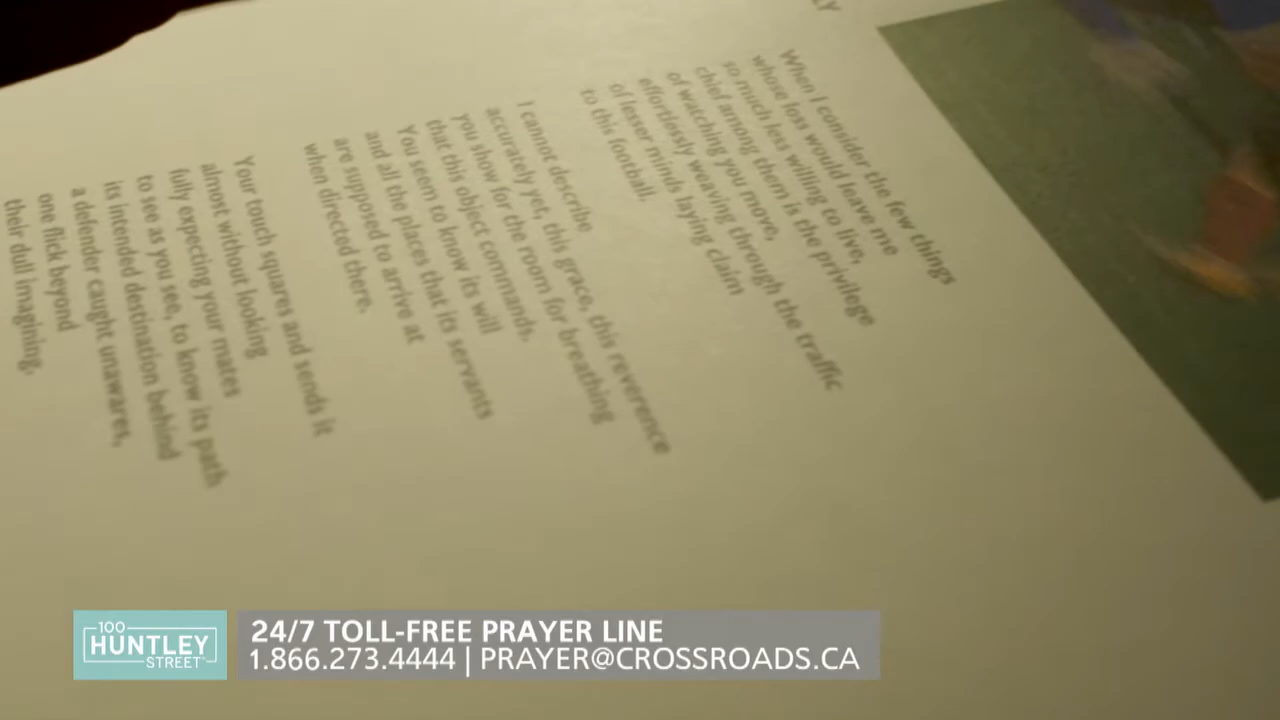 LY
When I consider the few things
whose loss would leave me
so much less willing to live,
chief among them is the privilege
of watching you move,
effortlessly weaving through the traffic
of lesser minds laying claim
to this football.
I cannot describe
accurately yet, this grace, this reverence
you show for the room for breathing
that this object commands.
You seem to know its will
and all the places that its servants
are supposed to arrive at
when directed there.
Your touch squares and sends it
almost without looking
fully expecting your mates
to see as you see, to know its path
its intended destination behind
a defender caught unawares,
one flick beyond
their dull imagining.
100
HUNTLEY
STREET
24/7 TOLL-FREE PRAYER LINE
1.866.273.4444 | PRAYER@CROSSROADS.CA